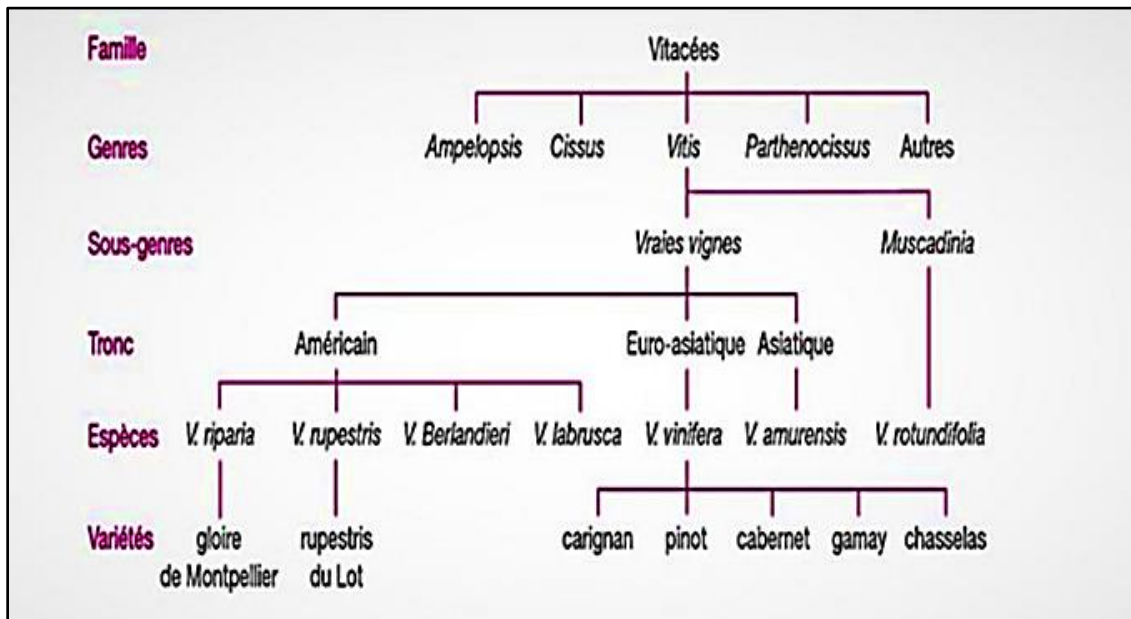 Famille Vitacées
Genres Ampelopsis Cissus Vitis Parthenocissus Autres
Sous-genres Vraies vignes Muscadinia
Tronc Américain Euro-asiatique Asiatique
Espèces V. riparia V. rupestris V. Berlandieri V. labrusca V. vinifera V. amurensis V. rotundifolia
Variétés gloire rupestris carignan pinot cabernet gamay chasselas
de Montpellier du Lot